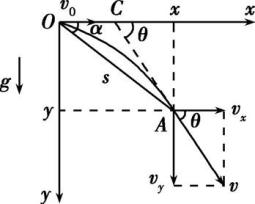 v₀ C x
O α θ x
g
s
y A θ vₓ
v_y v
y